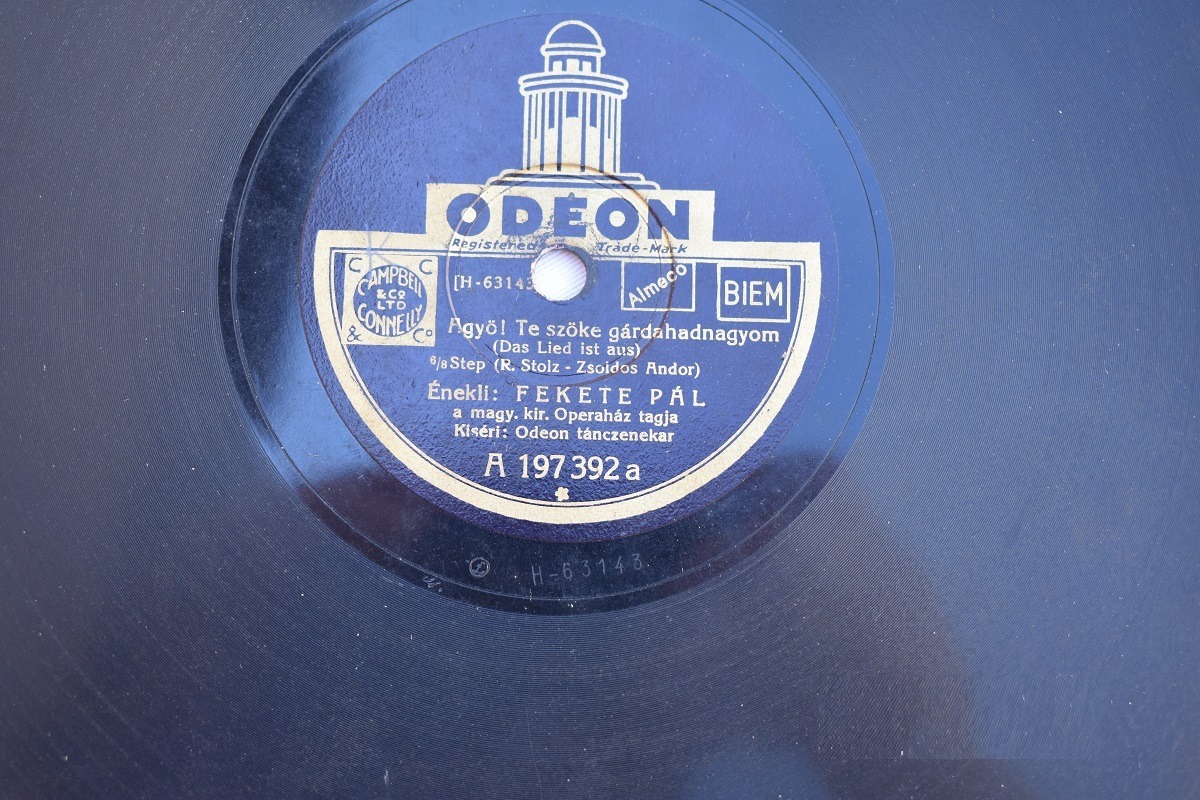 ODEON
Registered Trade-Mark
C C
CAMPBELL
& Co
LTD
CONNELLY
& Co
[H-63143
Almeco
BIEM
Agyö! Te szöke gárdahadnagyom
(Das Lied ist aus)
6/8 Step (R. Stolz - Zsoldos Andor)
Énekli: FEKETE PÁL
a magy. kir. Operaház tagja
Kiséri: Odeon tánczenekar
A 197392a
H-63143